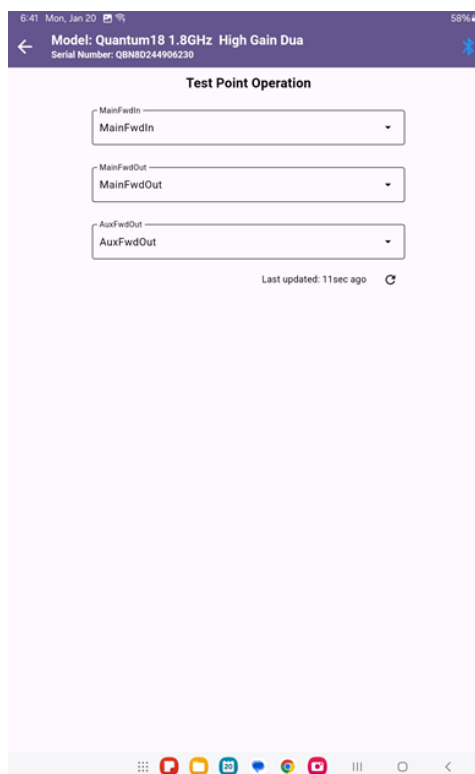 6:41 Mon, Jan 20
58%
Model: Quantum18 1.8GHz High Gain Dua
Serial Number: QBN8D244906230
Test Point Operation
MainFwdIn
MainFwdIn
MainFwdOut
MainFwdOut
AuxFwdOut
AuxFwdOut
Last updated: 11sec ago
20